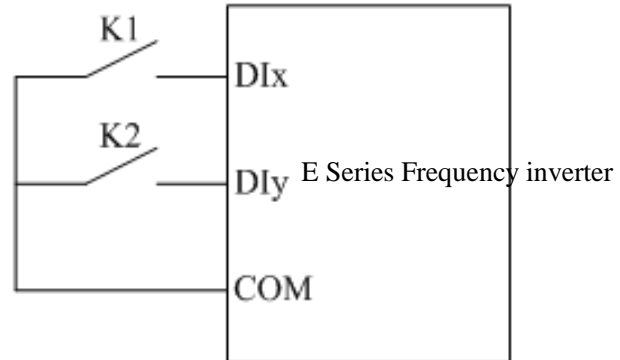 K1
DIx
K2
DIy
E Series Frequency inverter
COM